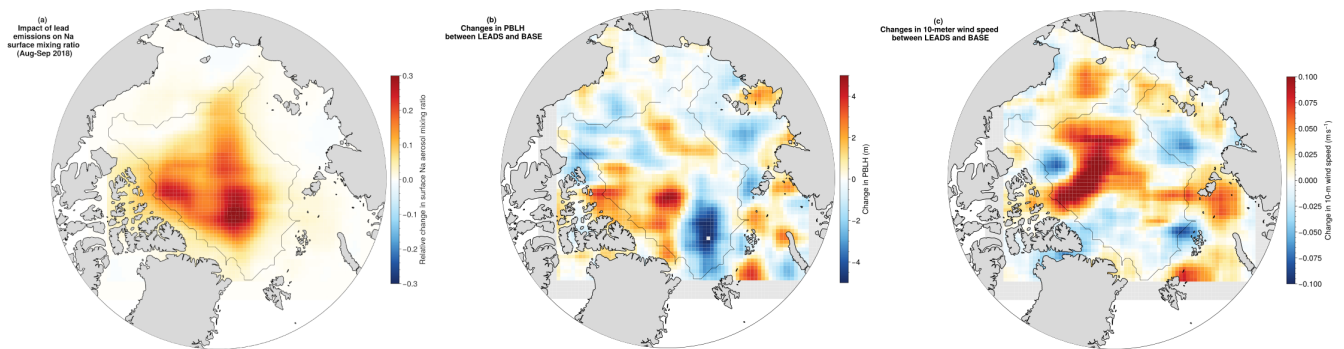 (a)
Impact of lead
emissions on Na
surface mixing ratio
(Aug-Sep 2018)
0.3
0.2
0.1
0.0
−0.1
−0.2
−0.3
Relative change in surface Na aerosol mixing ratio
(b)
Changes in PBLH
between LEADS and BASE
4
2
0
−2
−4
Change in PBLH (m)
(c)
Changes in 10-meter wind speed
between LEADS and BASE
0.100
0.075
0.050
0.025
0.000
−0.025
−0.050
−0.075
−0.100
Change in 10-m wind speed (ms⁻¹)